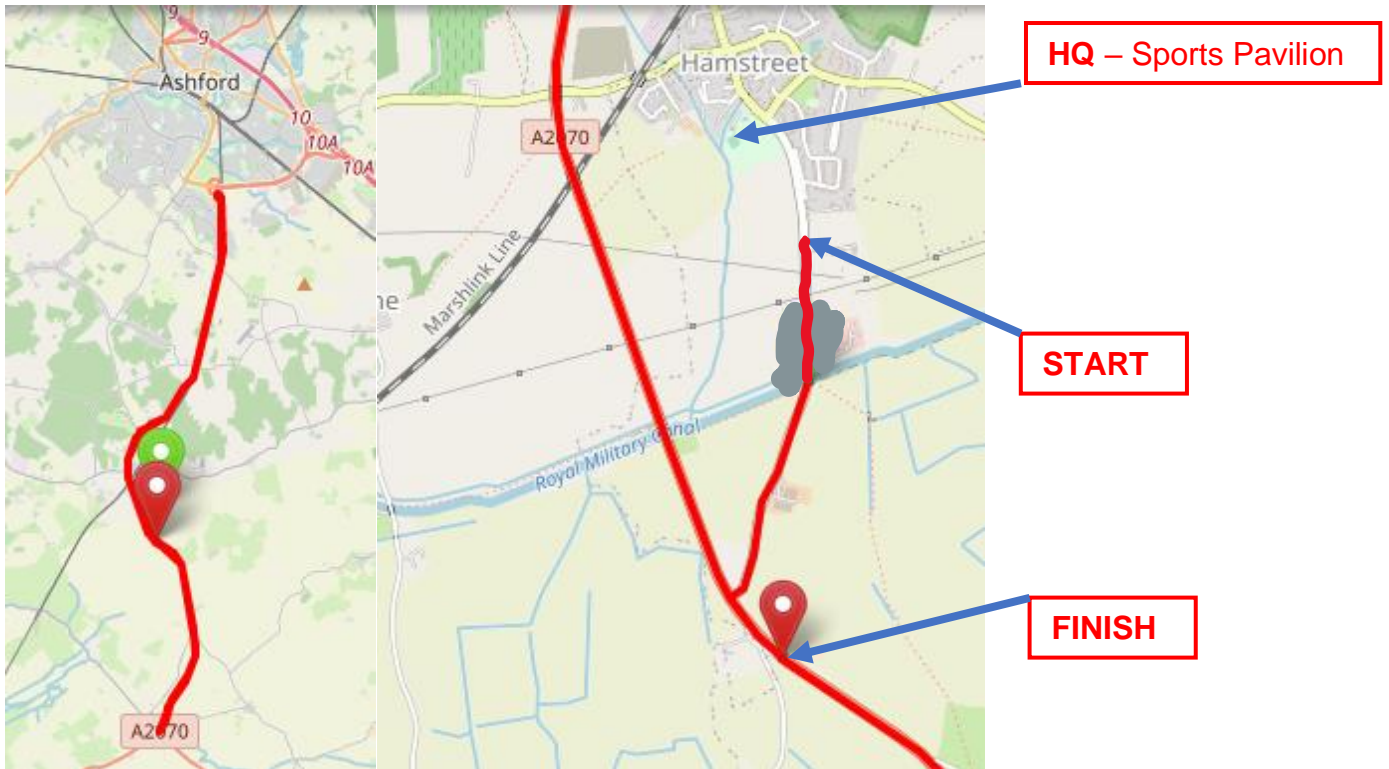 9
9
Ashford
10
10A
10A
A2070
Hamstreet
A2070
Marshlink Line
ne
Royal Military Canal
HQ – Sports Pavilion
START
FINISH